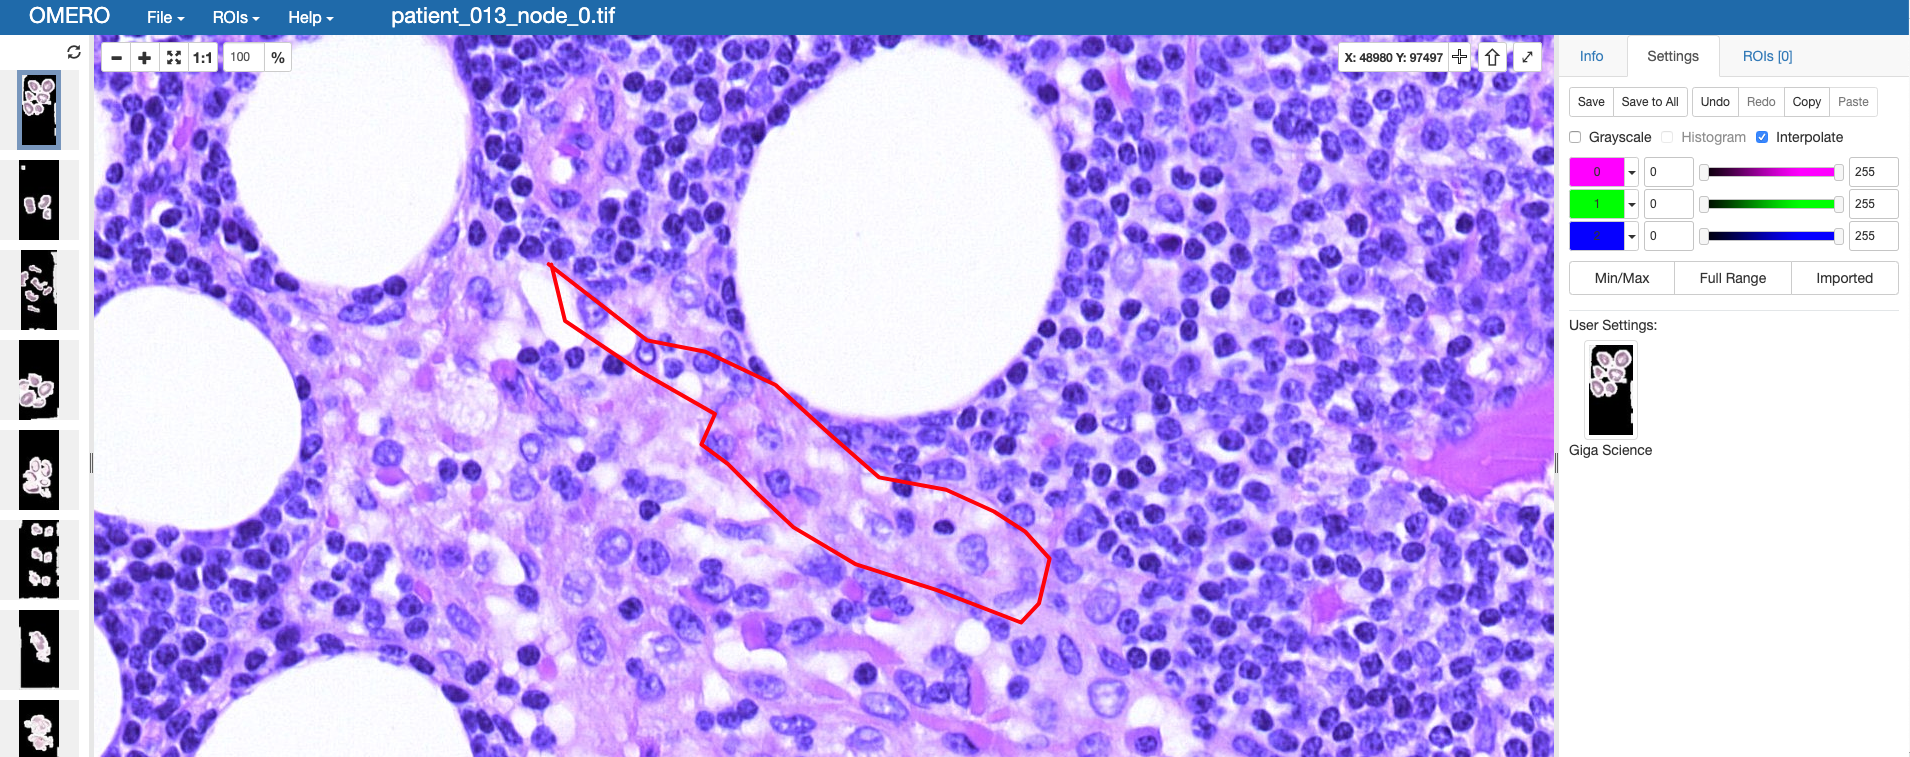 OMERO File ROIs Help patient_013_node_0.tif
1:1 100 % X: 48980 Y: 97497
Info Settings ROIs [0]
Save Save to All Undo Redo Copy Paste
Grayscale Histogram Interpolate
0 0 255
1 0 255
2 0 255
Min/Max Full Range Imported
User Settings:
Giga Science